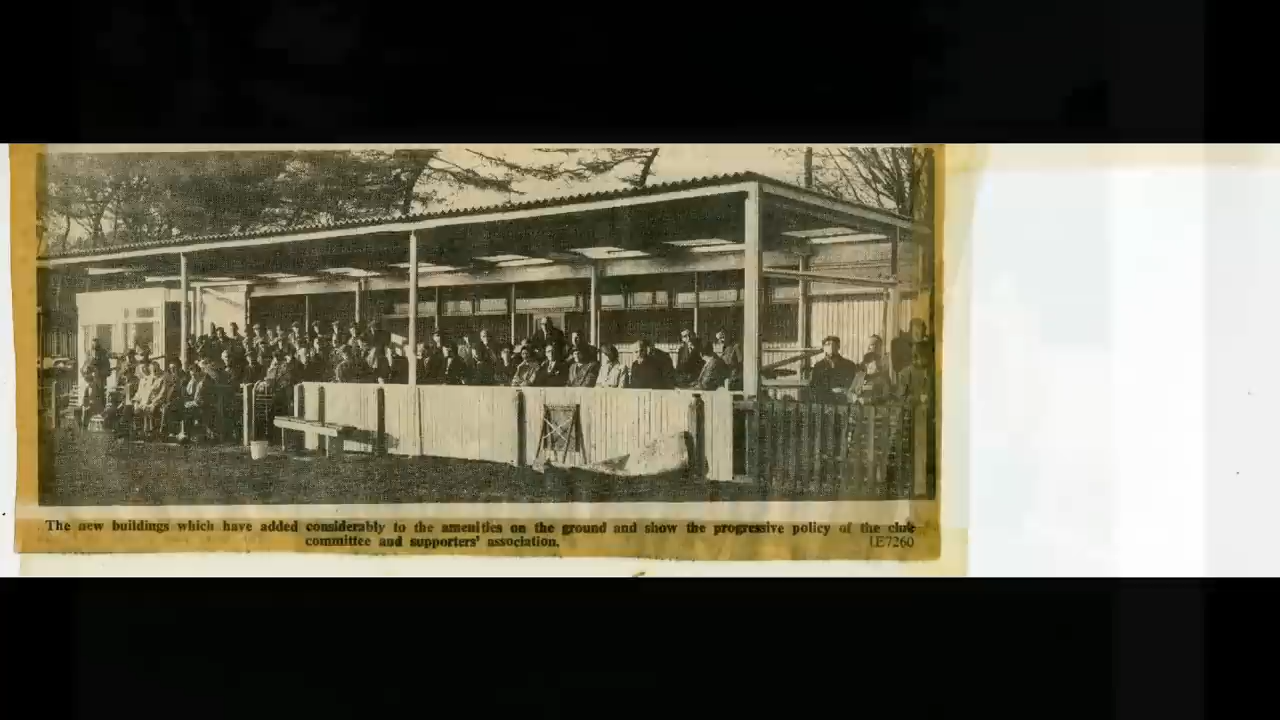 The new buildings which have added considerably to the amenities on the ground and show the progressive policy of the club
committee and supporters' association. IE7260